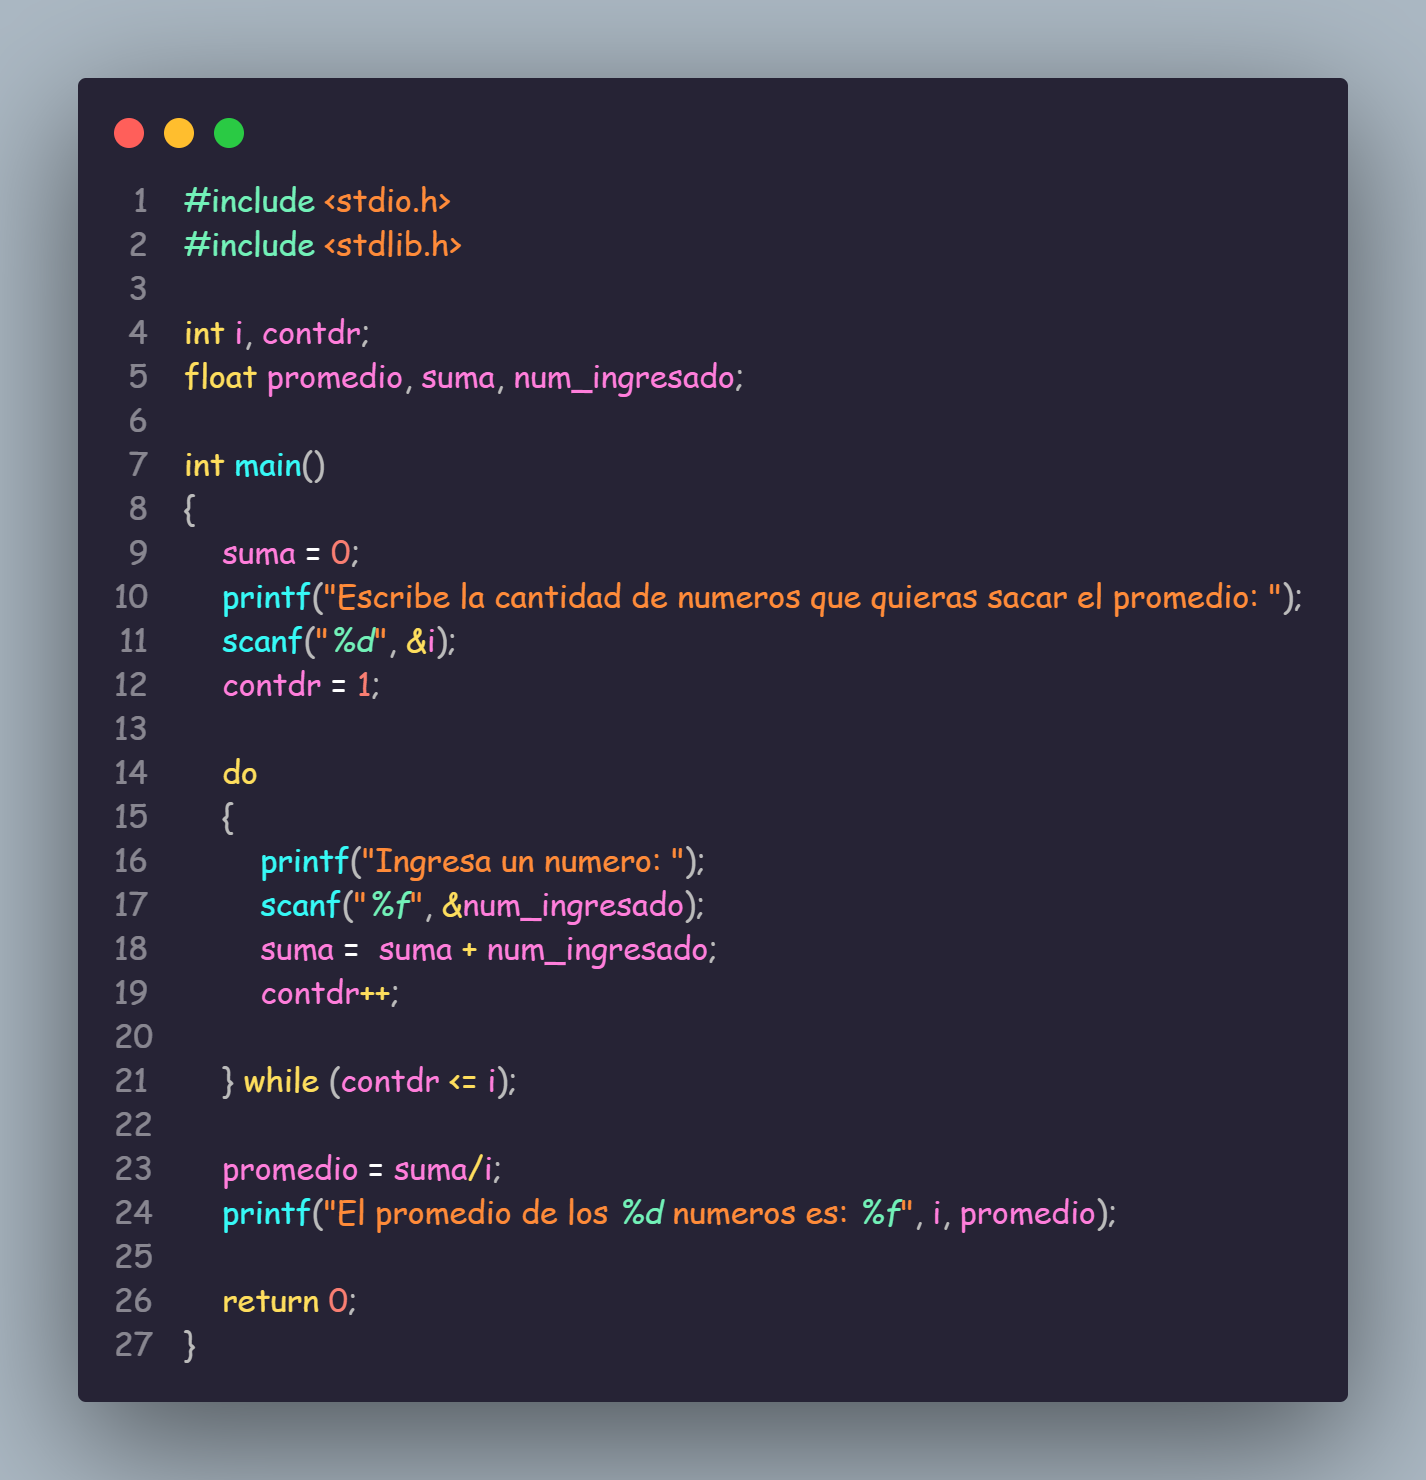 1 #include <stdio.h>
2 #include <stdlib.h>
3
4 int i, contdr;
5 float promedio, suma, num_ingresado;
6
7 int main()
8 {
9     suma = 0;
10     printf("Escribe la cantidad de numeros que quieras sacar el promedio: ");
11     scanf("%d", &i);
12     contdr = 1;
13
14     do
15     {
16         printf("Ingresa un numero: ");
17         scanf("%f", &num_ingresado);
18         suma =  suma + num_ingresado;
19         contdr++;
20
21     } while (contdr <= i);
22
23     promedio = suma/i;
24     printf("El promedio de los %d numeros es: %f", i, promedio);
25
26     return 0;
27 }